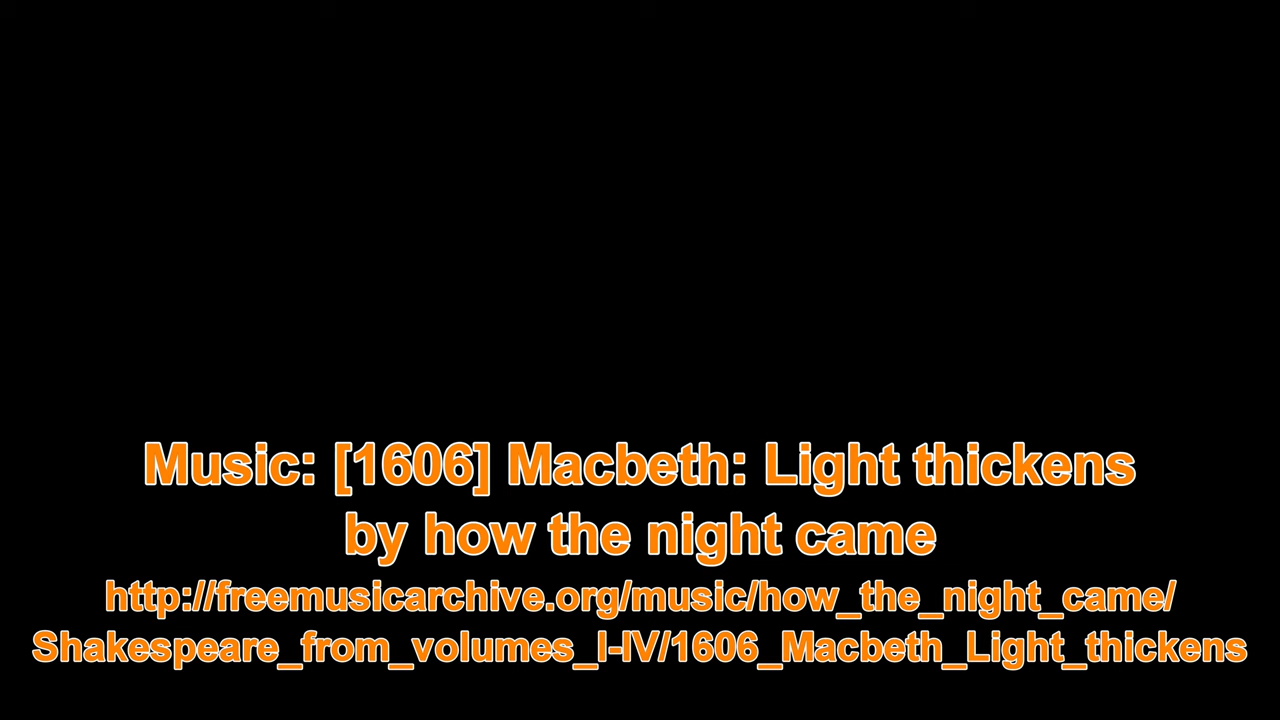 Music: [1606] Macbeth: Light thickens
by how the night came
http://freemusicarchive.org/music/how_the_night_came/
Shakespeare_from_volumes_I-IV/1606_Macbeth_Light_thickens